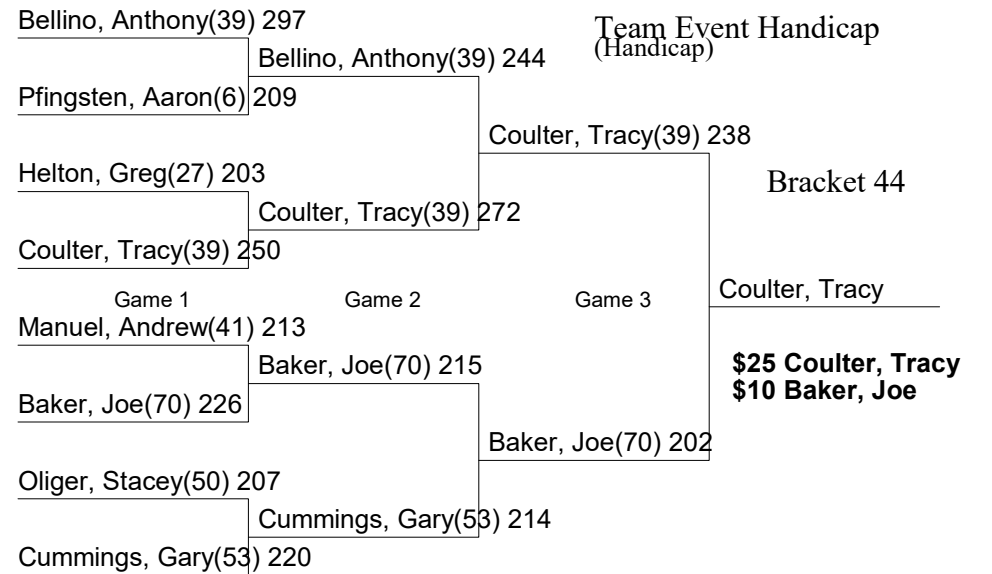 Bellino, Anthony(39) 297
Team Event Handicap
(Handicap)
Bellino, Anthony(39) 244
Pfingsten, Aaron(6) 209
Coulter, Tracy(39) 238
Helton, Greg(27) 203
Bracket 44
Coulter, Tracy(39) 272
Coulter, Tracy(39) 250
Game 1
Game 2
Game 3
Coulter, Tracy
Manuel, Andrew(41) 213
Baker, Joe(70) 215
$25 Coulter, Tracy
$10 Baker, Joe
Baker, Joe(70) 226
Baker, Joe(70) 202
Oliger, Stacey(50) 207
Cummings, Gary(53) 214
Cummings, Gary(53) 220